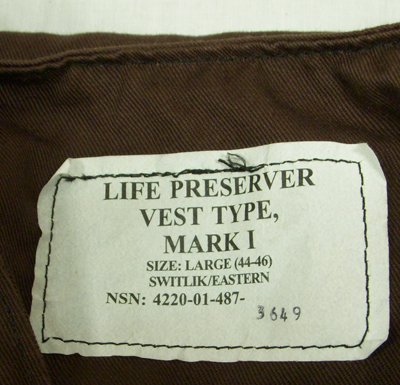 LIFE PRESERVER
VEST TYPE,
MARK I
SIZE: LARGE (44-46)
SWITLIK/EASTERN
NSN: 4220-01-487- 3649